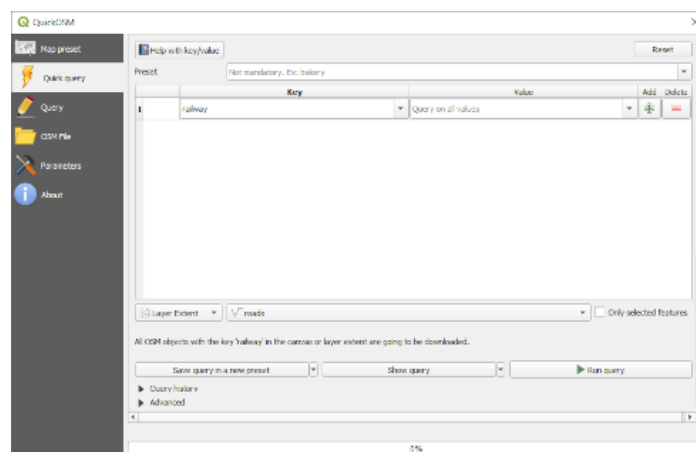 QuickOSM
Map preset
Quick query
Query
OSM File
Parameters
About
Help with key/value
Reset
Preset
Not mandatory. Ex: bakery
Key Value Add Delete
1 railway Query on all values
Layer Extent roads Only selected features
All OSM objects with the key 'railway' in the canvas or layer extent are going to be downloaded.
Save query in a new preset Show query Run query
Query history
Advanced
0%